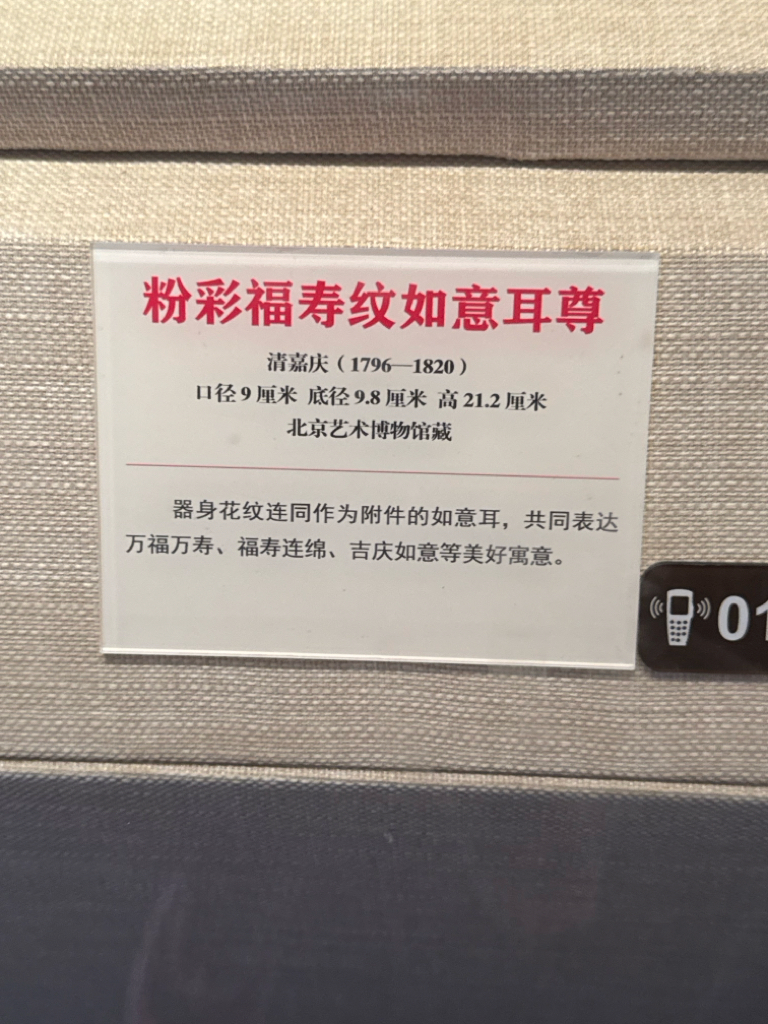 粉彩福寿纹如意耳尊
清嘉庆（1796—1820）
口径 9 厘米 底径 9.8 厘米 高 21.2 厘米
北京艺术博物馆藏
器身花纹连同作为附件的如意耳，共同表达
万福万寿、福寿连绵、吉庆如意等美好寓意。
01